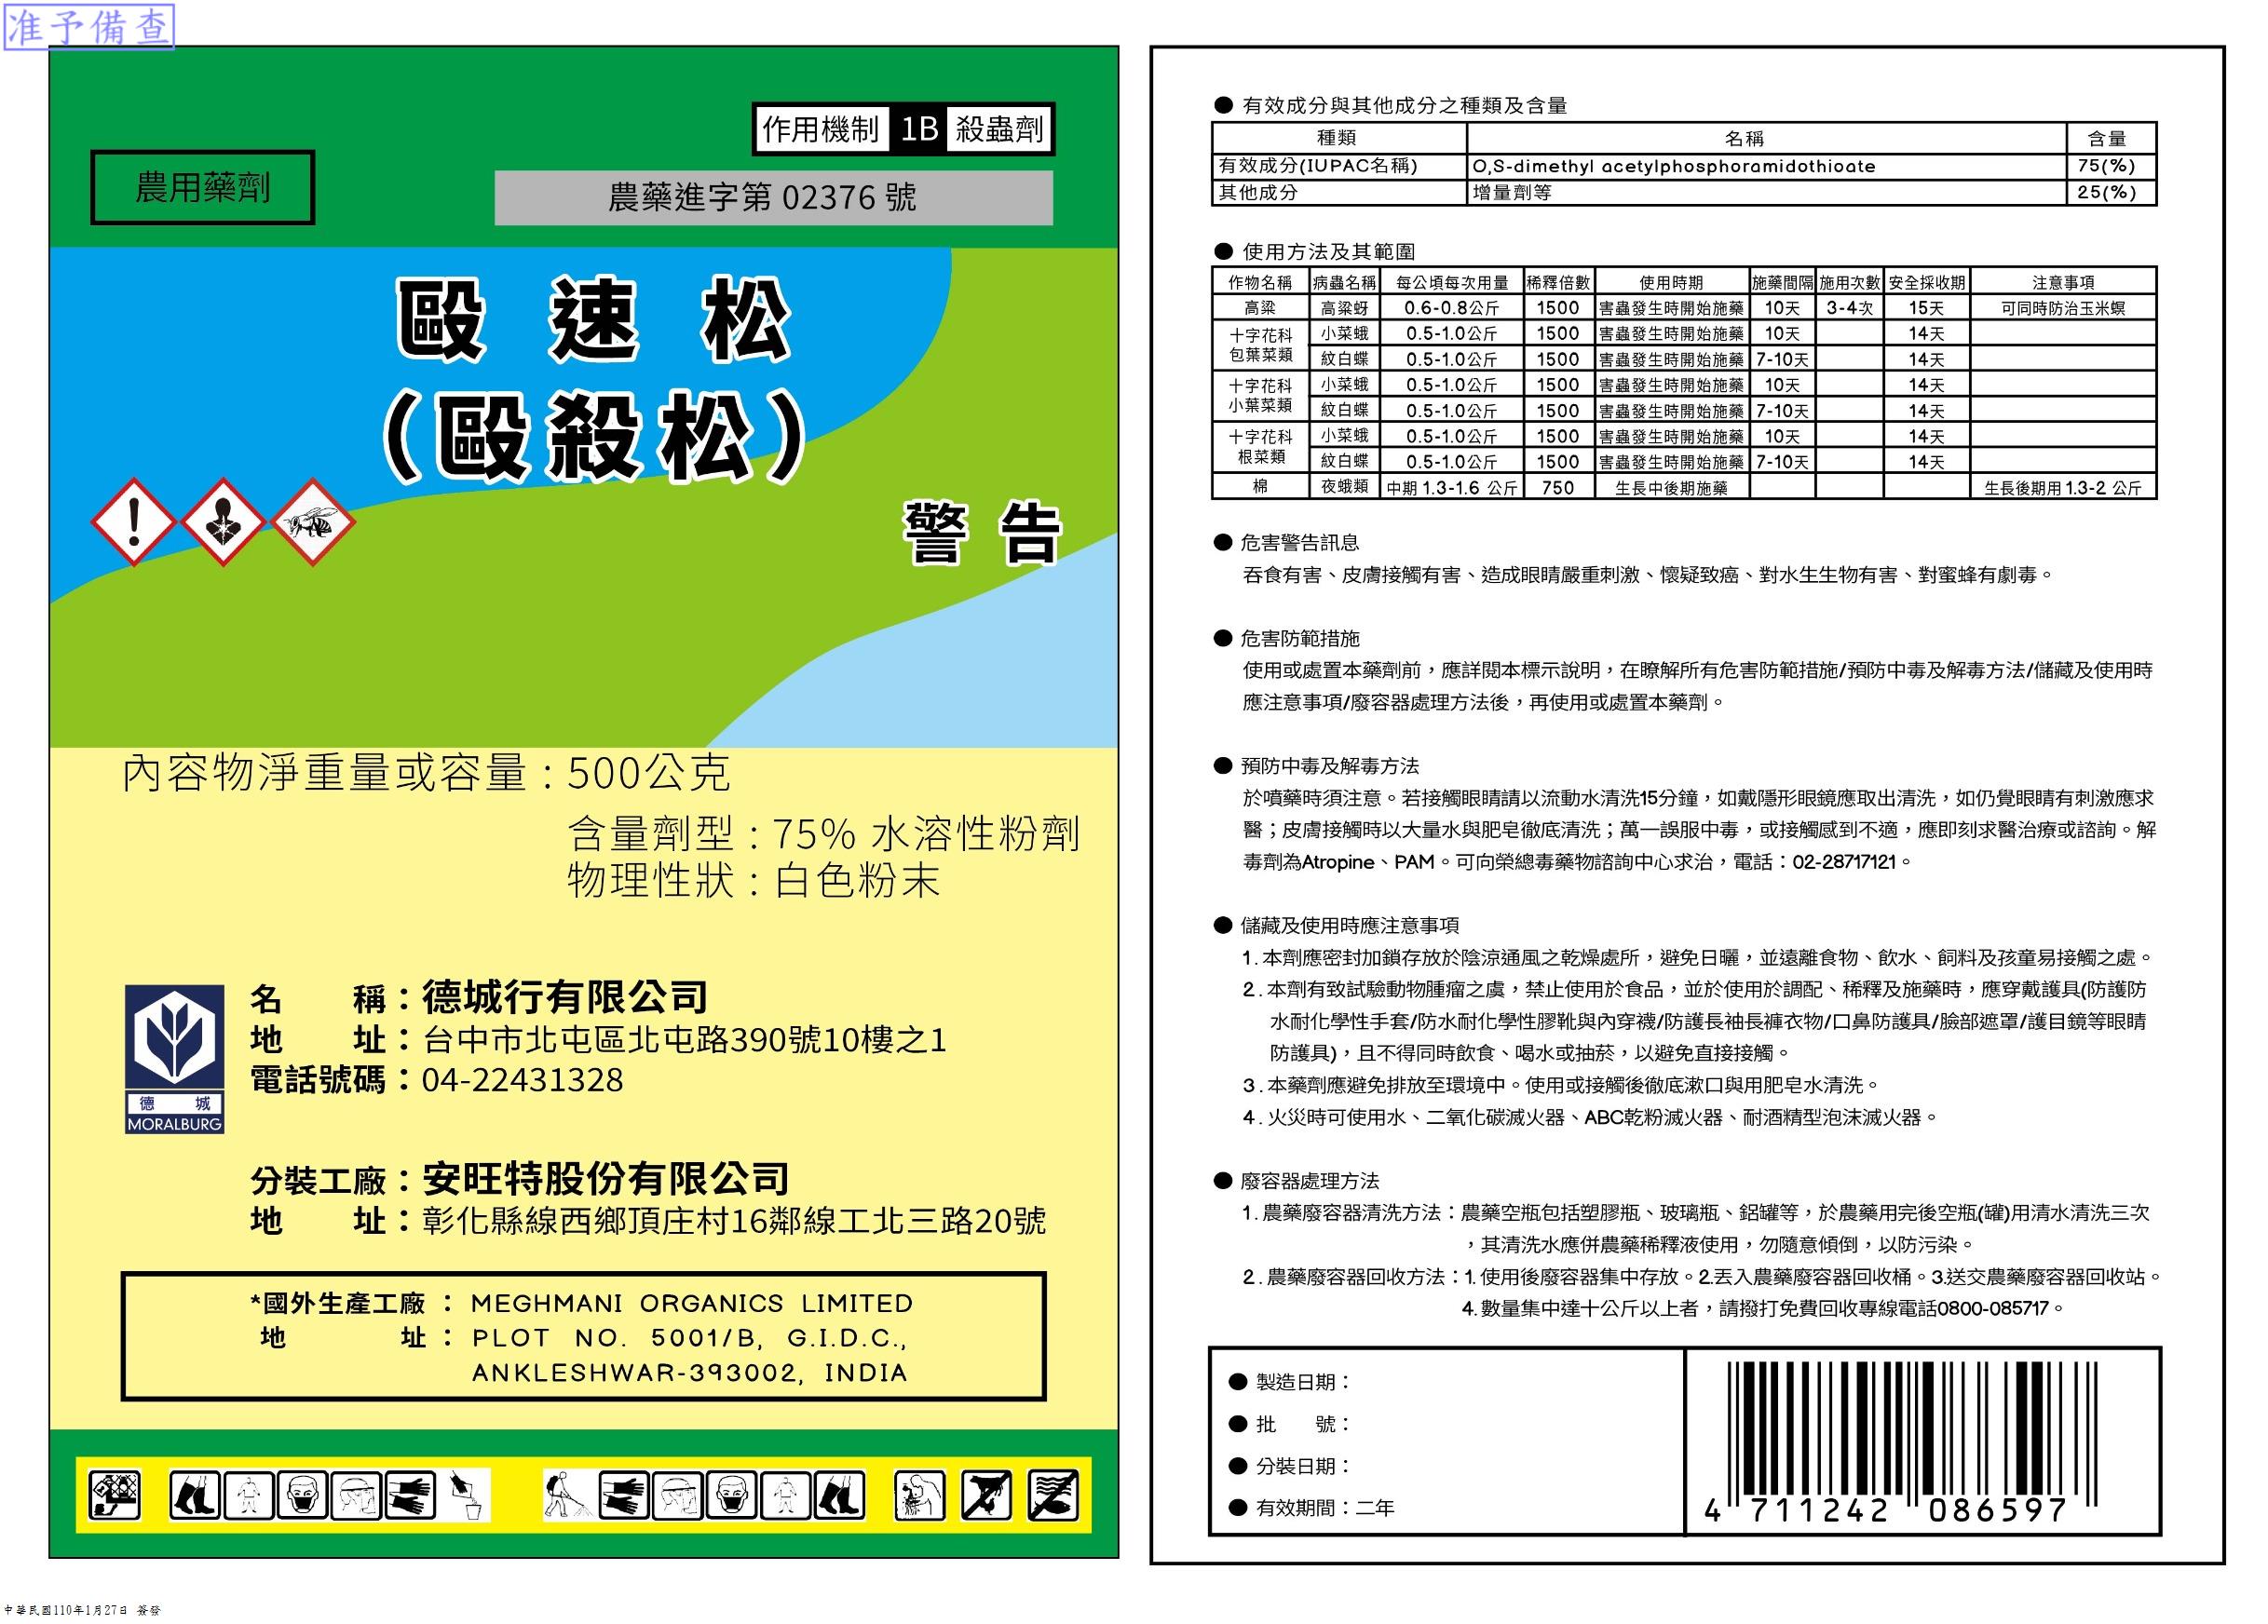 准予備查
作用機制 1B 殺蟲劑
農用藥劑
農藥進字第 02376 號
毆速松
(毆殺松)
警告
內容物淨重量或容量：500公克
含量劑型：75% 水溶性粉劑
物理性狀：白色粉末
名稱：德城行有限公司
地址：台中市北屯區北屯路390號10樓之1
電話號碼：04-22431328
德城
MORALBURG
分裝工廠：安旺特股份有限公司
地址：彰化縣線西鄉頂庄村16鄰線工北三路20號
*國外生產工廠：MEGHMANI ORGANICS LIMITED
地址：PLOT NO. 5001/B, G.I.D.C.,
ANKLESHWAR-393002, INDIA
● 有效成分與其他成分之種類及含量
種類 名稱 含量
有效成分(IUPAC名稱) O,S-dimethyl acetylphosphoramidothioate 75(%)
其他成分 增量劑等 25(%)
● 使用方法及其範圍
作物名稱 病蟲名稱 每公頃每次用量 稀釋倍數 使用時期 施藥間隔 施用次數 安全採收期 注意事項
高粱 高粱蚜 0.6-0.8公斤 1500 害蟲發生時開始施藥 10天 3-4次 15天 可同時防治玉米螟
十字花科 小菜蛾 0.5-1.0公斤 1500 害蟲發生時開始施藥 10天 14天
包葉菜類 紋白蝶 0.5-1.0公斤 1500 害蟲發生時開始施藥 7-10天 14天
十字花科 小菜蛾 0.5-1.0公斤 1500 害蟲發生時開始施藥 10天 14天
小葉菜類 紋白蝶 0.5-1.0公斤 1500 害蟲發生時開始施藥 7-10天 14天
十字花科 小菜蛾 0.5-1.0公斤 1500 害蟲發生時開始施藥 10天 14天
根菜類 紋白蝶 0.5-1.0公斤 1500 害蟲發生時開始施藥 7-10天 14天
棉 夜蛾類 中期 1.3-1.6 公斤 750 生長中後期施藥 生長後期用 1.3-2 公斤
● 危害警告訊息
吞食有害、皮膚接觸有害、造成眼睛嚴重刺激、懷疑致癌、對水生生物有害、對蜜蜂有劇毒。
● 危害防範措施
使用或處置本藥劑前，應詳閱本標示說明，在瞭解所有危害防範措施/預防中毒及解毒方法/儲藏及使用時
應注意事項/廢容器處理方法後，再使用或處置本藥劑。
● 預防中毒及解毒方法
於噴藥時須注意。若接觸眼睛請以流動水清洗15分鐘，如戴隱形眼鏡應取出清洗，如仍覺眼睛有刺激應求
醫；皮膚接觸時以大量水與肥皂徹底清洗；萬一誤服中毒，或接觸感到不適，應即刻求醫治療或諮詢。解
毒劑為Atropine、PAM。可向榮總毒藥物諮詢中心求治，電話：02-28717121。
● 儲藏及使用時應注意事項
1.本劑應密封加鎖存放於陰涼通風之乾燥處所，避免日曬，並遠離食物、飲水、飼料及孩童易接觸之處。
2.本劑有致試驗動物腫瘤之虞，禁止使用於食品，並於使用於調配、稀釋及施藥時，應穿戴護具(防護防
水耐化學性手套/防水耐化學性膠靴與內穿襪/防護長袖長褲衣物/口鼻防護具/臉部遮罩/護目鏡等眼睛
防護具)，且不得同時飲食、喝水或抽菸，以避免直接接觸。
3.本藥劑應避免排放至環境中。使用或接觸後徹底漱口與用肥皂水清洗。
4.火災時可使用水、二氧化碳滅火器、ABC乾粉滅火器、耐酒精型泡沫滅火器。
● 廢容器處理方法
1.農藥廢容器清洗方法：農藥空瓶包括塑膠瓶、玻璃瓶、鋁罐等，於農藥用完後空瓶(罐)用清水清洗三次
，其清洗水應併農藥稀釋液使用，勿隨意傾倒，以防污染。
2.農藥廢容器回收方法：1.使用後廢容器集中存放。2.丟入農藥廢容器回收桶。3.送交農藥廢容器回收站。
4.數量集中達十公斤以上者，請撥打免費回收專線電話0800-085717。
● 製造日期：
● 批號：
● 分裝日期：
● 有效期間：二年
4 711242 086597
中華民國110年1月27日 簽發